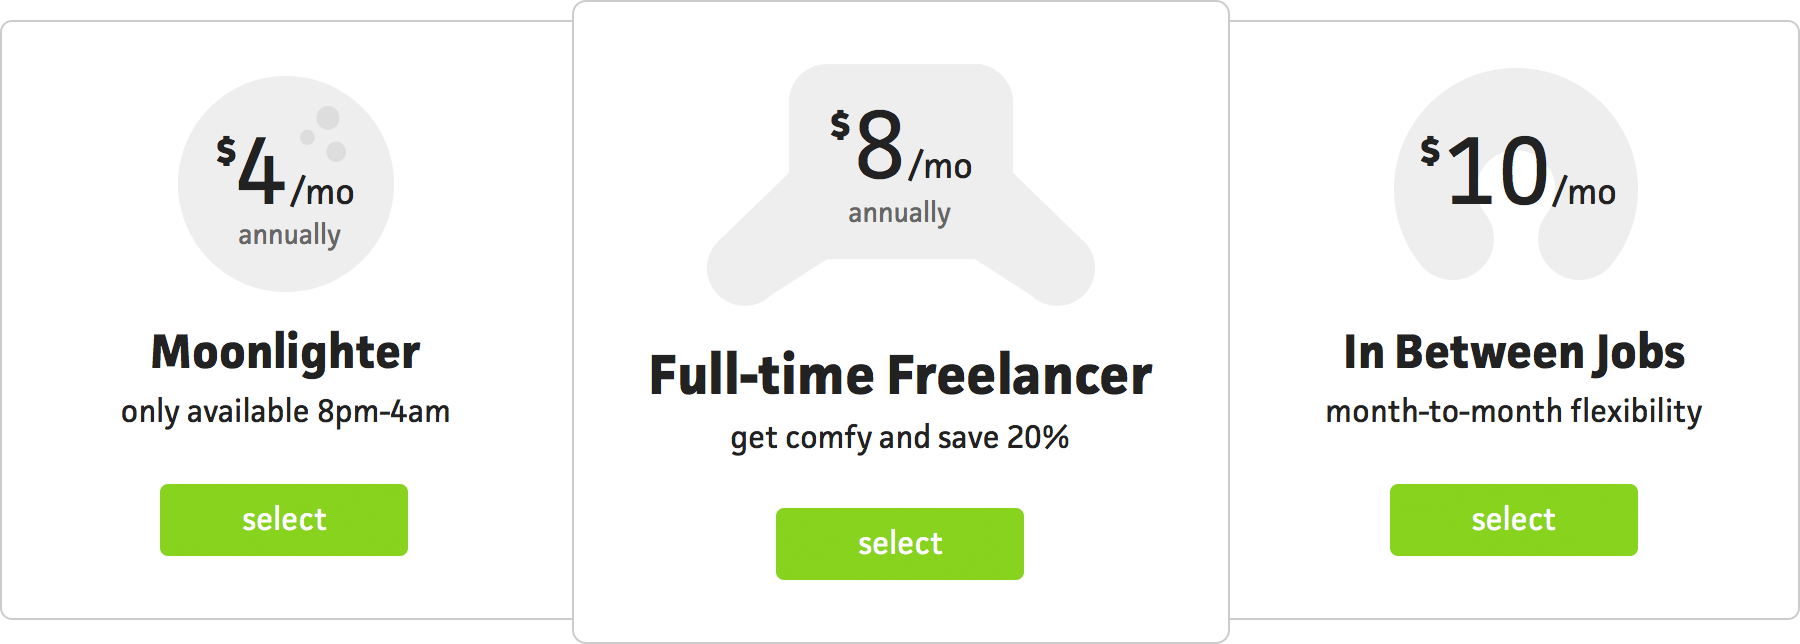 $4/mo
annually
Moonlighter
only available 8pm-4am
select
$8/mo
annually
Full-time Freelancer
get comfy and save 20%
select
$10/mo
In Between Jobs
month-to-month flexibility
select